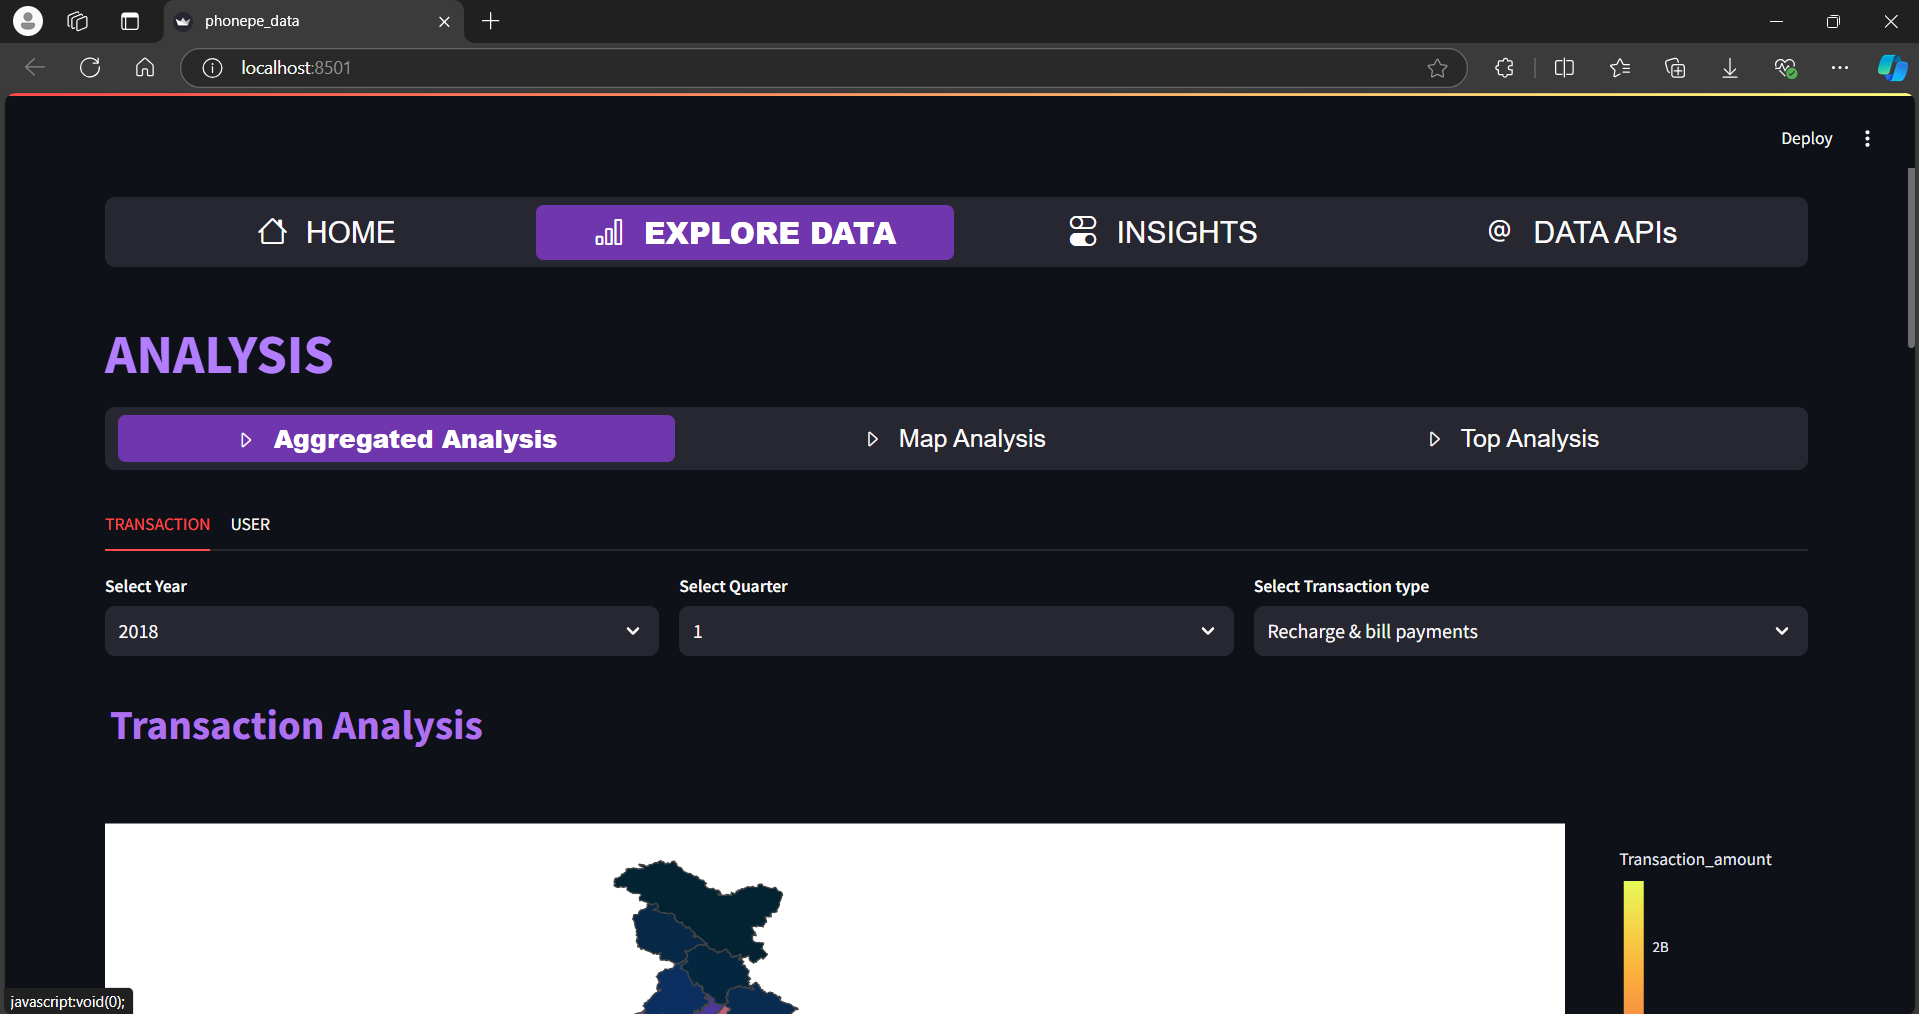 phonepe_data
localhost:8501
Deploy
HOME EXPLORE DATA INSIGHTS @ DATA APIs
ANALYSIS
Aggregated Analysis Map Analysis Top Analysis
TRANSACTION USER
Select Year Select Quarter Select Transaction type
2018 1 Recharge & bill payments
Transaction Analysis
Transaction_amount
2B
javascript:void(0);